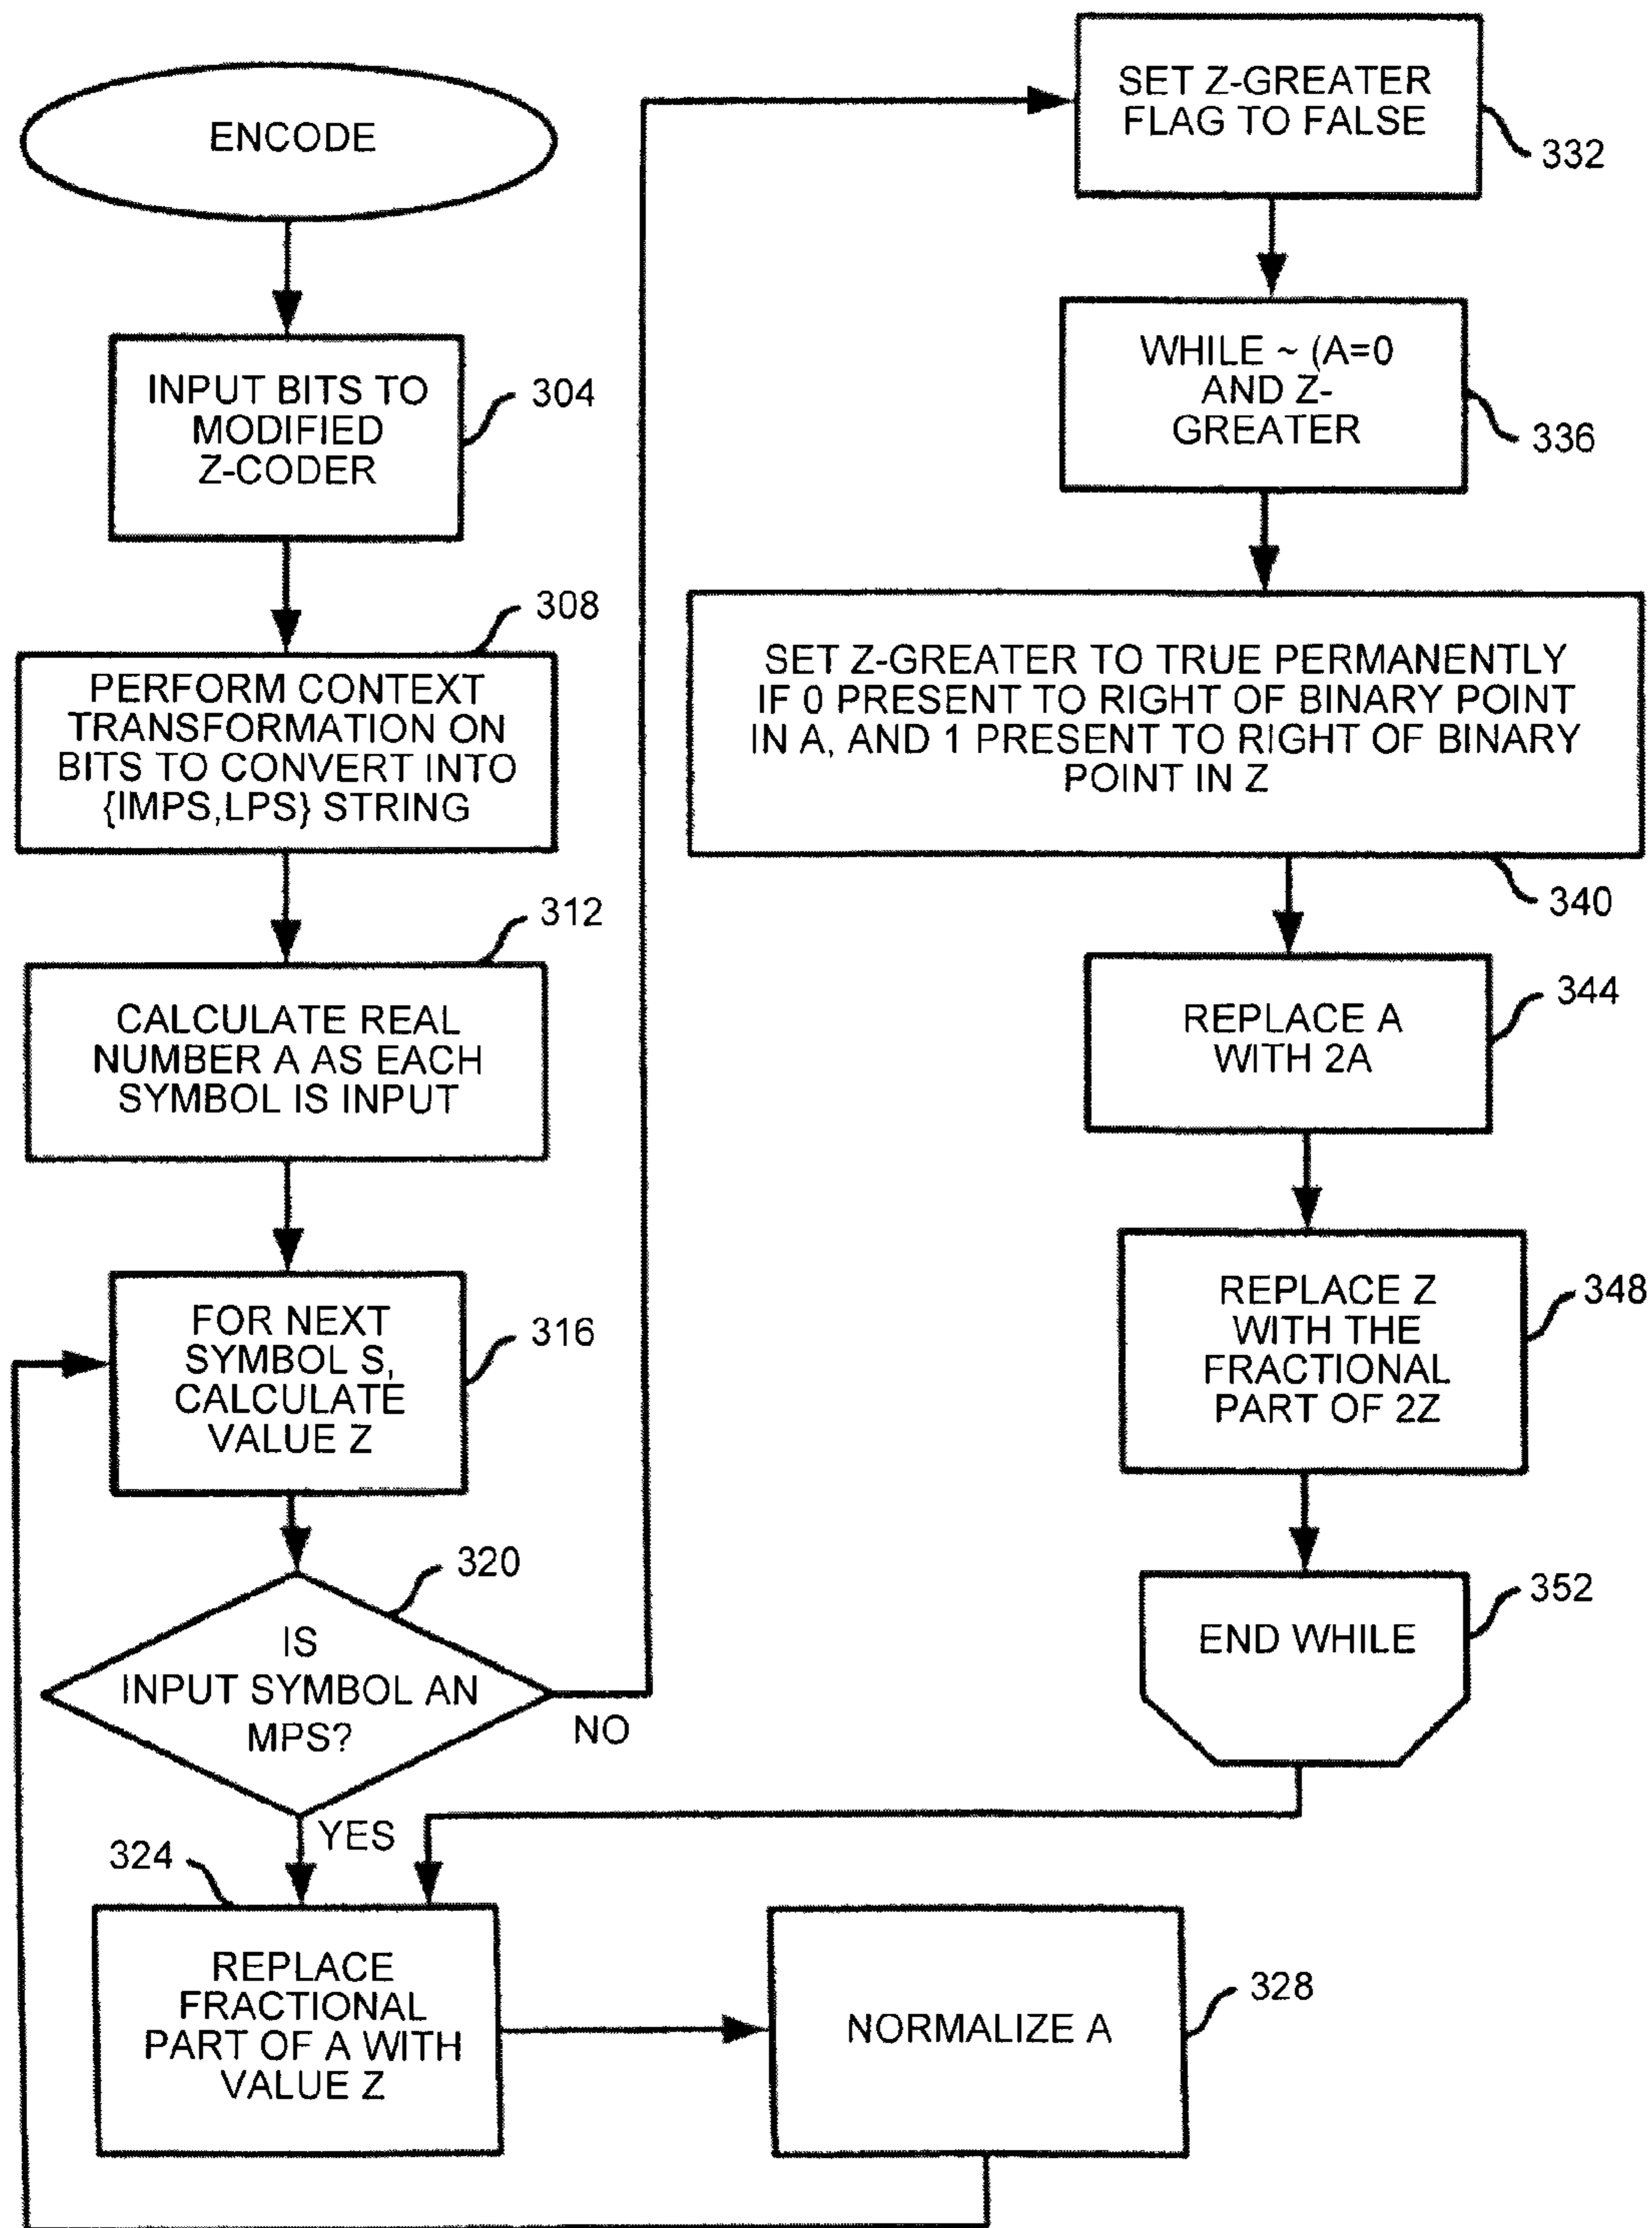 ENCODE
INPUT BITS TO
MODIFIED
Z-CODER
304
PERFORM CONTEXT
TRANSFORMATION ON
BITS TO CONVERT INTO
{IMPS,LPS} STRING
308
CALCULATE REAL
NUMBER A AS EACH
SYMBOL IS INPUT
312
FOR NEXT
SYMBOL S,
CALCULATE
VALUE Z
316
IS
INPUT SYMBOL AN
MPS?
320
NO
YES
324
REPLACE
FRACTIONAL
PART OF A WITH
VALUE Z
NORMALIZE A
328
SET Z-GREATER
FLAG TO FALSE
332
WHILE ~ (A=0
AND Z-
GREATER
336
SET Z-GREATER TO TRUE PERMANENTLY
IF 0 PRESENT TO RIGHT OF BINARY POINT
IN A, AND 1 PRESENT TO RIGHT OF BINARY
POINT IN Z
340
REPLACE A
WITH 2A
344
REPLACE Z
WITH THE
FRACTIONAL
PART OF 2Z
348
END WHILE
352